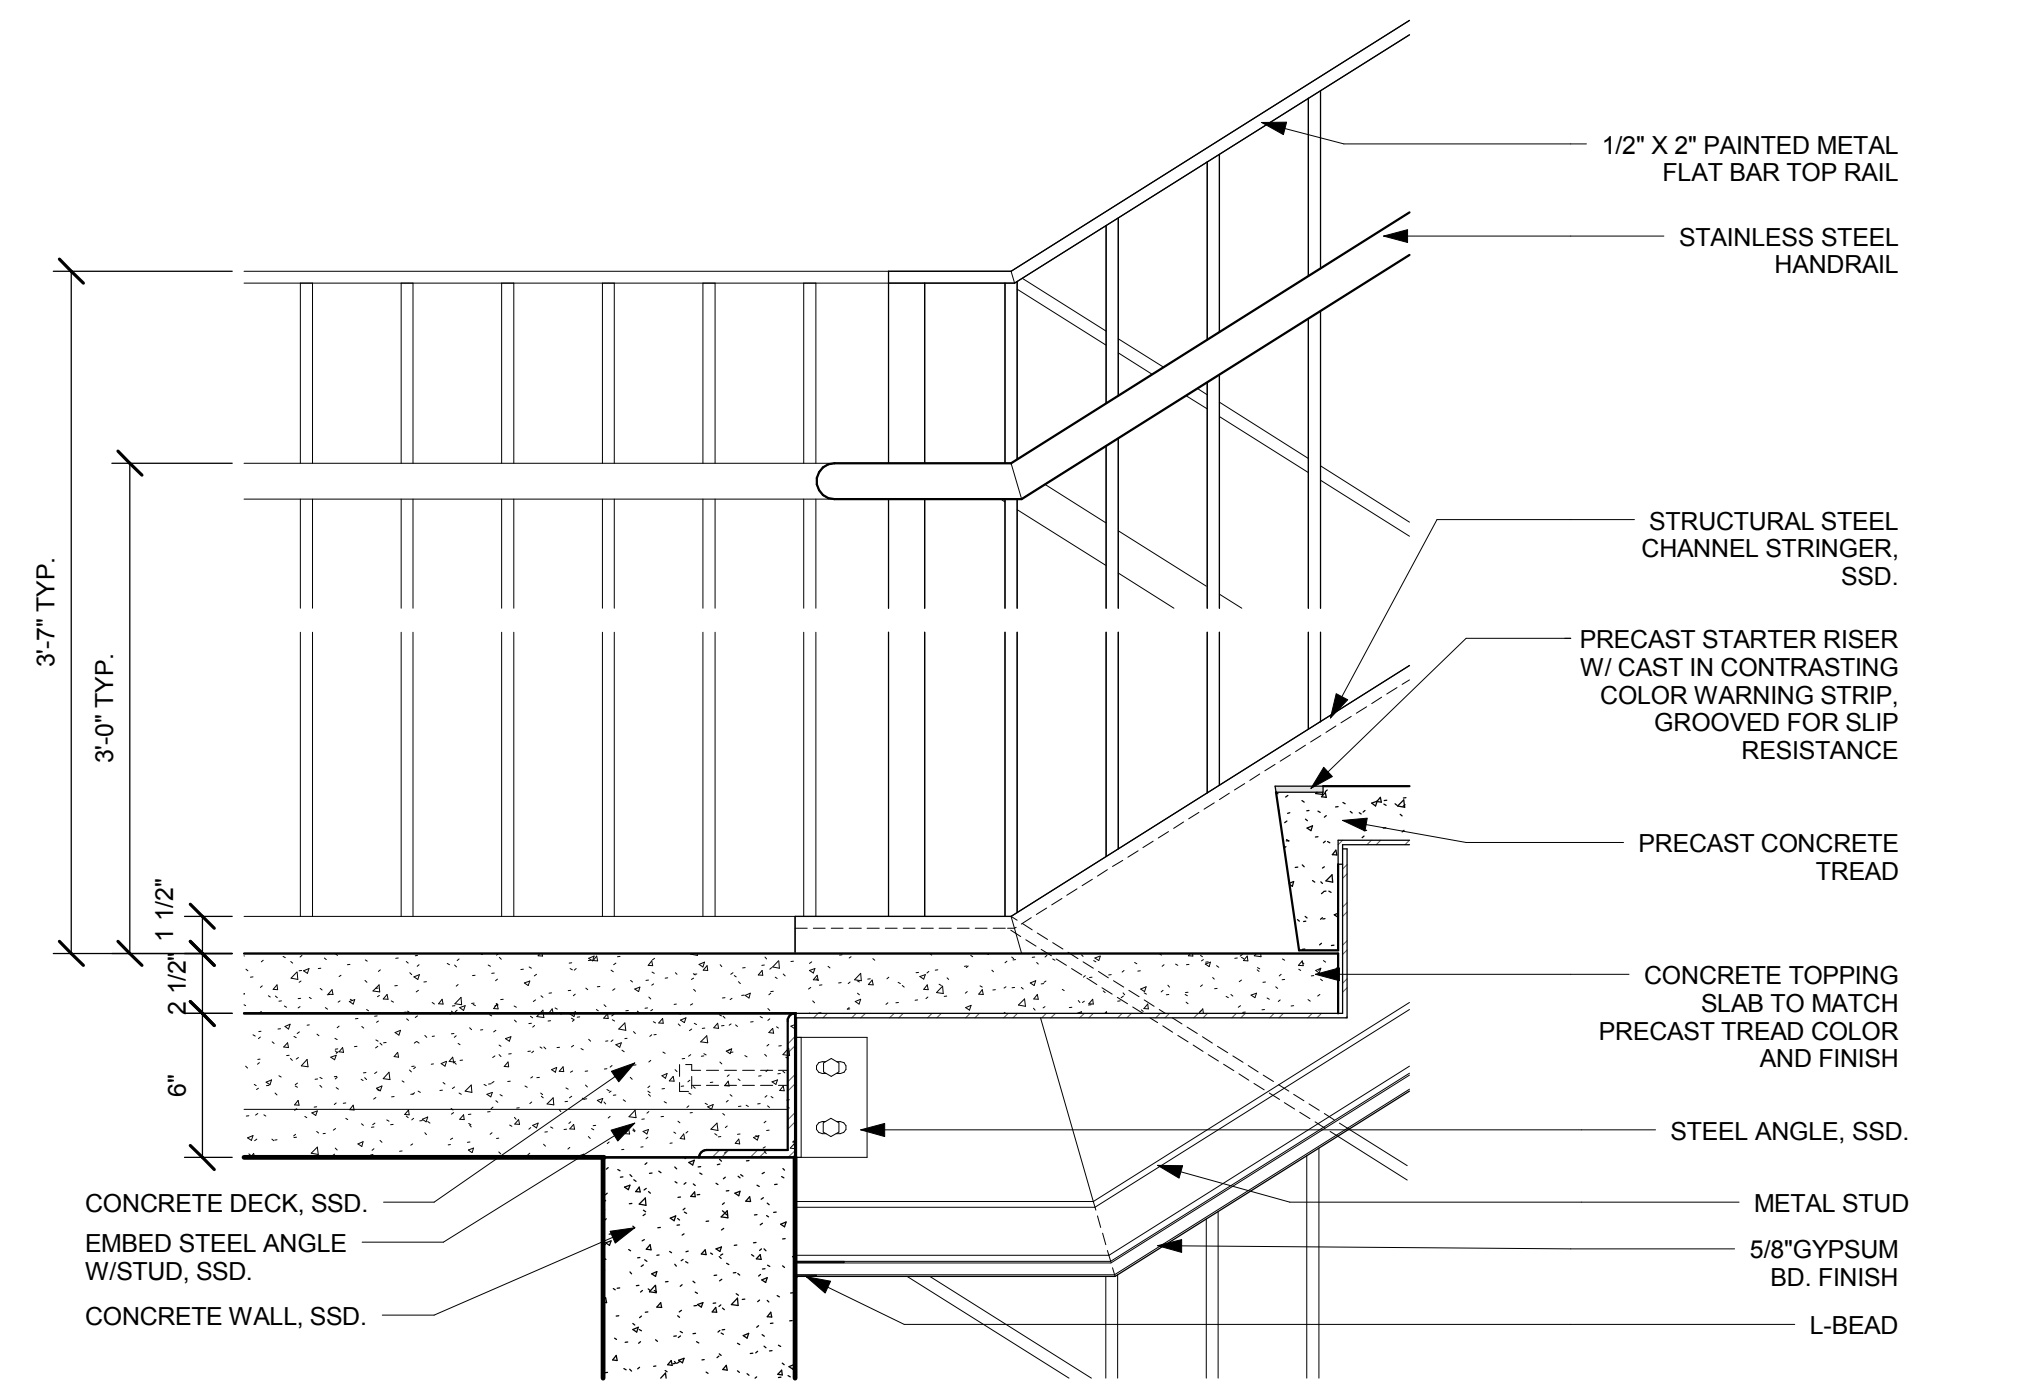 1/2" X 2" PAINTED METAL
FLAT BAR TOP RAIL
STAINLESS STEEL
HANDRAIL
STRUCTURAL STEEL
CHANNEL STRINGER,
SSD.
PRECAST STARTER RISER
W/ CAST IN CONTRASTING
COLOR WARNING STRIP,
GROOVED FOR SLIP
RESISTANCE
PRECAST CONCRETE
TREAD
CONCRETE TOPPING
SLAB TO MATCH
PRECAST TREAD COLOR
AND FINISH
STEEL ANGLE, SSD.
METAL STUD
5/8"GYPSUM
BD. FINISH
L-BEAD
3'-7" TYP.
3'-0" TYP.
1 1/2"
2 1/2"
6"
CONCRETE DECK, SSD.
EMBED STEEL ANGLE
W/STUD, SSD.
CONCRETE WALL, SSD.